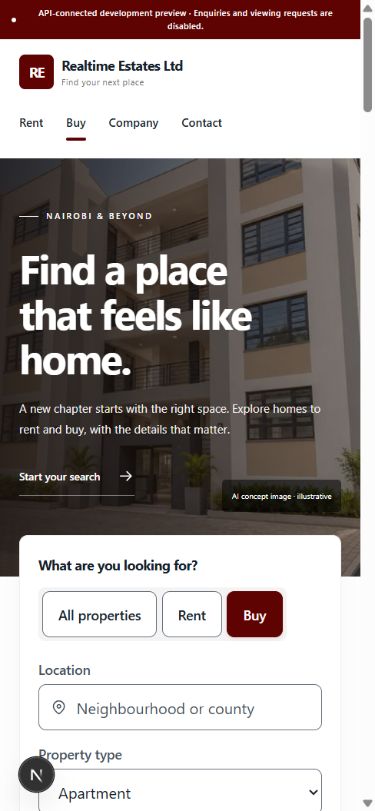 API-connected development preview · Enquiries and viewing requests are
disabled.
RE
Realtime Estates Ltd
Find your next place
Rent
Buy
Company
Contact
NAIROBI & BEYOND
Find a place
that feels like
home.
A new chapter starts with the right space. Explore homes to
rent and buy, with the details that matter.
Start your search
AI concept image · illustrative
What are you looking for?
All properties
Rent
Buy
Location
Neighbourhood or county
Property type
N
Apartment